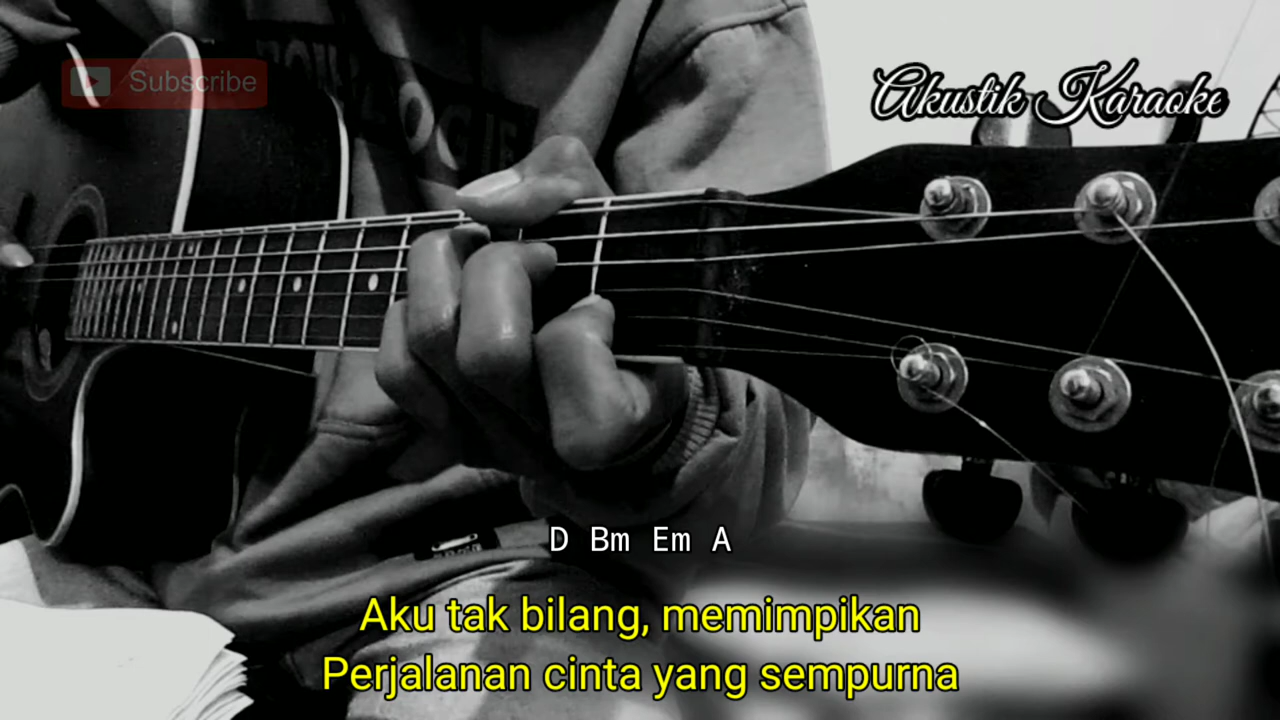 Subscribe
Akustik Karaoke
D Bm Em A
Aku tak bilang, memimpikan
Perjalanan cinta yang sempurna